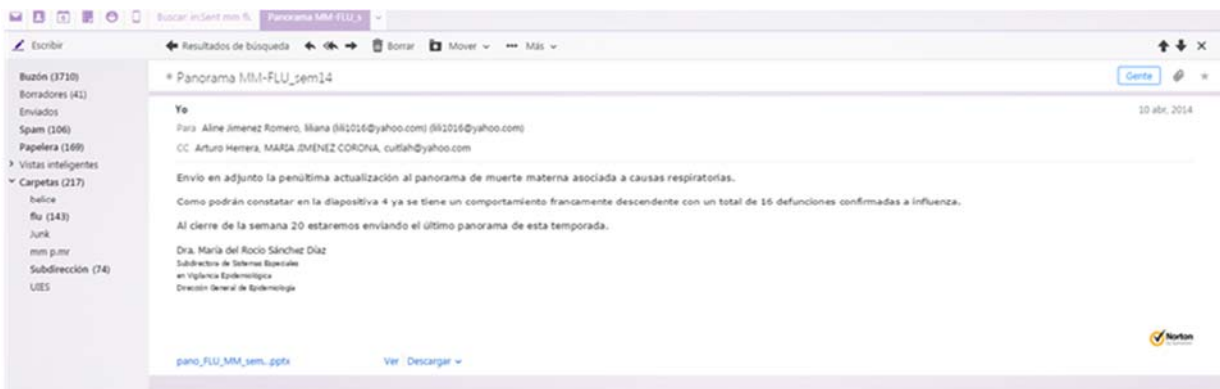 Buscar: in:Sent mm fl.
Panorama MM-FLU_s
Escribir
Resultados de búsqueda
Borrar
Mover
Más
Buzón (3710)
Borradores (41)
Enviados
Spam (106)
Papelera (169)
Vistas inteligentes
Carpetas (217)
belice
flu (143)
Junk
mm p.mr
Subdirección (74)
UIES
Panorama MM-FLU_sem14
Gente
Yo
10 abr, 2014
Para Aline Jimenez Romero, liliana (lili1016@yahoo.com) (lili1016@yahoo.com)
CC Arturo Herrera, MARIA JIMENEZ CORONA, cuitlah@yahoo.com
Envio en adjunto la penúltima actualización al panorama de muerte materna asociada a causas respiratorias.
Como podrán constatar en la diapositiva 4 ya se tiene un comportamiento francamente descendente con un total de 16 defunciones confirmadas a influenza.
Al cierre de la semana 20 estaremos enviando el último panorama de esta temporada.
Dra. María del Rocio Sánchez Díaz
Subdirectora de Sistemas Especiales
en Vigilancia Epidemiológica
Dirección General de Epidemiología
Norton
pano_FLU_MM_sem...pptx
Ver
Descargar